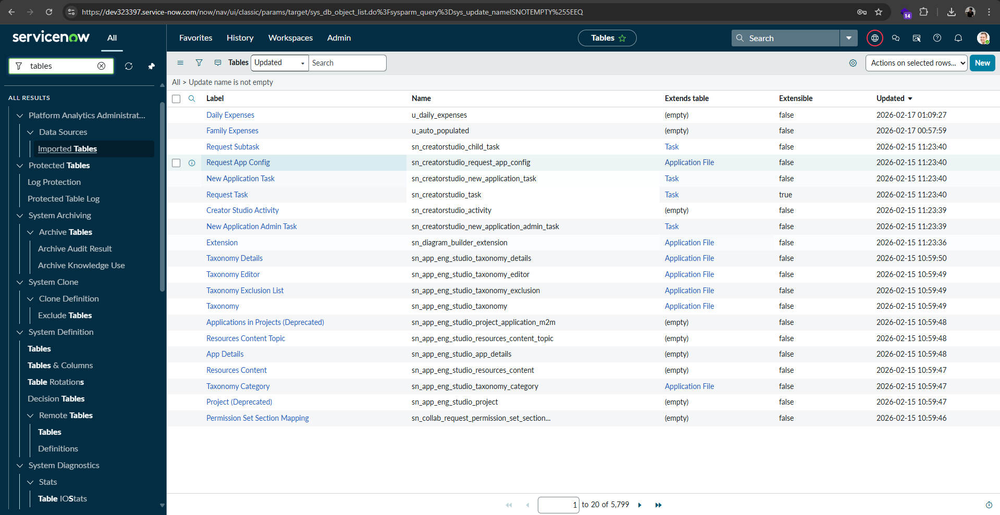 https://dev323397.service-now.com/now/nav/ui/classic/params/target/sys_db_object_list.do%3Fsysparm_query%3Dsys_update_nameISNOTEMPTY%255EEQ
14
servicenow
All
Favorites
History
Workspaces
Admin
Tables
Search
tables
Tables
Updated
Search
Actions on selected rows...
New
All > Update name is not empty
ALL RESULTS
Platform Analytics Administrat...
Data Sources
Imported Tables
Protected Tables
Log Protection
Protected Table Log
System Archiving
Archive Tables
Archive Audit Result
Archive Knowledge Use
System Clone
Clone Definition
Exclude Tables
System Definition
Tables
Tables & Columns
Table Rotations
Decision Tables
Remote Tables
Tables
Definitions
System Diagnostics
Stats
Table IOStats
Label Name Extends table Extensible Updated
Daily Expenses u_daily_expenses (empty) false 2026-02-17 01:09:27
Family Expenses u_auto_populated (empty) false 2026-02-17 00:57:59
Request Subtask sn_creatorstudio_child_task Task false 2026-02-15 11:23:40
Request App Config sn_creatorstudio_request_app_config Application File false 2026-02-15 11:23:40
New Application Task sn_creatorstudio_new_application_task Task false 2026-02-15 11:23:40
Request Task sn_creatorstudio_task Task true 2026-02-15 11:23:40
Creator Studio Activity sn_creatorstudio_activity (empty) false 2026-02-15 11:23:39
New Application Admin Task sn_creatorstudio_new_application_admin_task Task false 2026-02-15 11:23:39
Extension sn_diagram_builder_extension Application File false 2026-02-15 11:23:36
Taxonomy Details sn_app_eng_studio_taxonomy_details Application File false 2026-02-15 10:59:50
Taxonomy Editor sn_app_eng_studio_taxonomy_editor Application File false 2026-02-15 10:59:49
Taxonomy Exclusion List sn_app_eng_studio_taxonomy_exclusion Application File false 2026-02-15 10:59:49
Taxonomy sn_app_eng_studio_taxonomy Application File false 2026-02-15 10:59:49
Applications in Projects (Deprecated) sn_app_eng_studio_project_application_m2m (empty) false 2026-02-15 10:59:48
Resources Content Topic sn_app_eng_studio_resources_content_topic (empty) false 2026-02-15 10:59:48
App Details sn_app_eng_studio_app_details (empty) false 2026-02-15 10:59:48
Resources Content sn_app_eng_studio_resources_content (empty) false 2026-02-15 10:59:47
Taxonomy Category sn_app_eng_studio_taxonomy_category Application File false 2026-02-15 10:59:47
Project (Deprecated) sn_app_eng_studio_project (empty) false 2026-02-15 10:59:47
Permission Set Section Mapping sn_collab_request_permission_set_section... (empty) false 2026-02-15 10:59:46
1 to 20 of 5,799